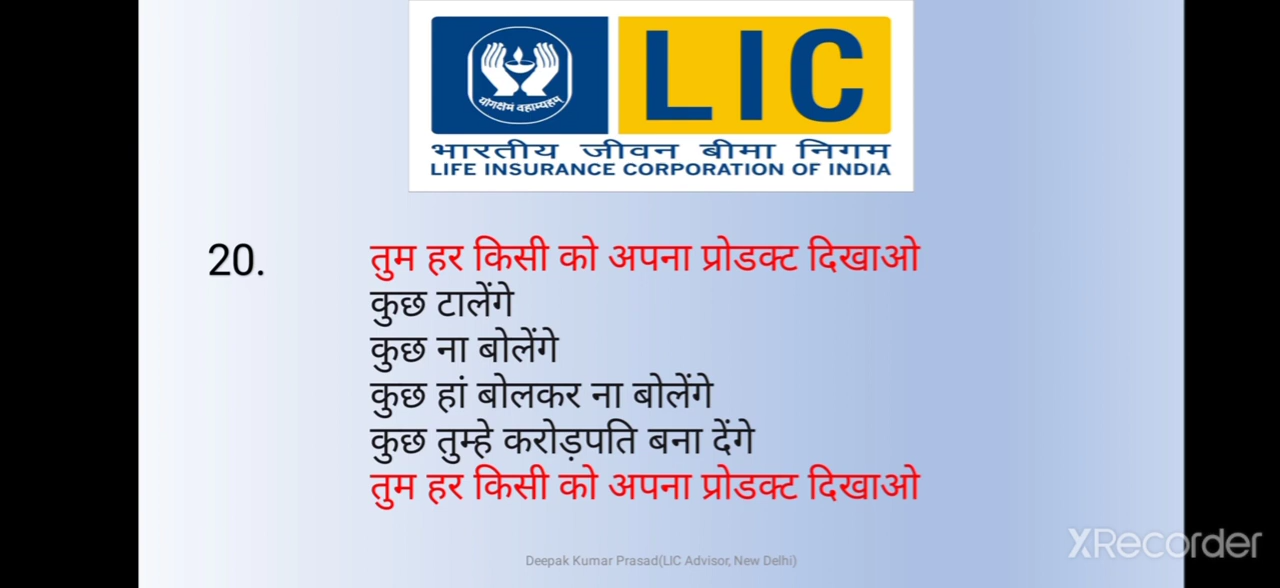 योगक्षेमं वहाम्यहम्
LIC
भारतीय जीवन बीमा निगम
LIFE INSURANCE CORPORATION OF INDIA
20. तुम हर किसी को अपना प्रोडक्ट दिखाओ
कुछ टालेंगे
कुछ ना बोलेंगे
कुछ हां बोलकर ना बोलेंगे
कुछ तुम्हे करोड़पति बना देंगे
तुम हर किसी को अपना प्रोडक्ट दिखाओ
Deepak Kumar Prasad(LIC Advisor, New Delhi)
XRecorder